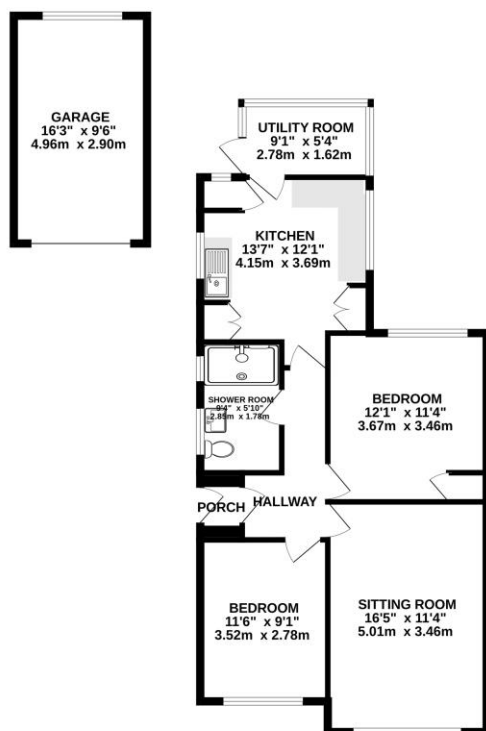 GARAGE
16'3" x 9'6"
4.96m x 2.90m
UTILITY ROOM
9'1" x 5'4"
2.78m x 1.62m
KITCHEN
13'7" x 12'1"
4.15m x 3.69m
SHOWER ROOM
9'4" x 5'10"
2.85m x 1.78m
BEDROOM
12'1" x 11'4"
3.67m x 3.46m
PORCH
HALLWAY
BEDROOM
11'6" x 9'1"
3.52m x 2.78m
SITTING ROOM
16'5" x 11'4"
5.01m x 3.46m